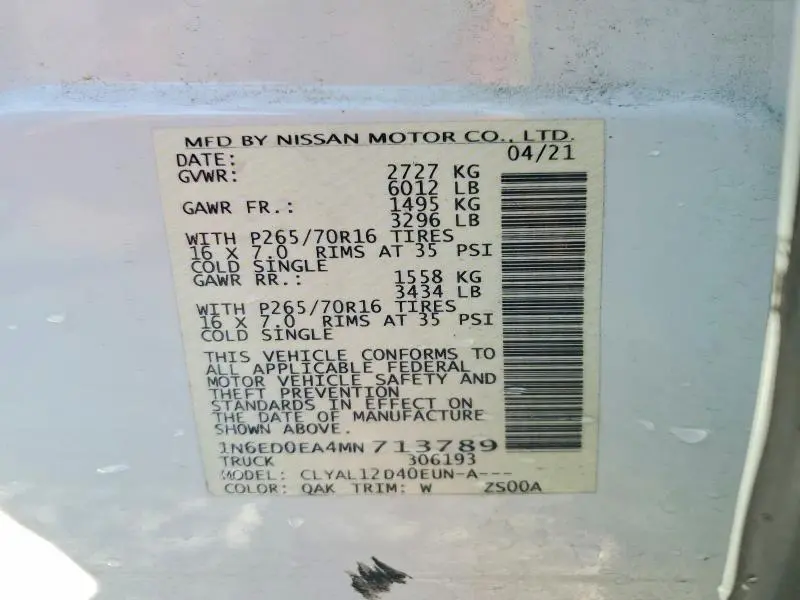 MFD BY NISSAN MOTOR CO., LTD.
DATE: 04/21
GVWR: 2727 KG
6012 LB
GAWR FR.: 1495 KG
3296 LB
WITH P265/70R16 TIRES
16 X 7.0 RIMS AT 35 PSI
COLD SINGLE
GAWR RR.: 1558 KG
3434 LB
WITH P265/70R16 TIRES
16 X 7.0 RIMS AT 35 PSI
COLD SINGLE
THIS VEHICLE CONFORMS TO
ALL APPLICABLE FEDERAL
MOTOR VEHICLE SAFETY AND
THEFT PREVENTION
STANDARDS IN EFFECT ON
THE DATE OF MANUFACTURE
SHOWN ABOVE.
1N6ED0EA4MN713789
TRUCK 306193
MODEL: CLYAL12D40EUN-A---
COLOR: QAK TRIM: W ZS00A